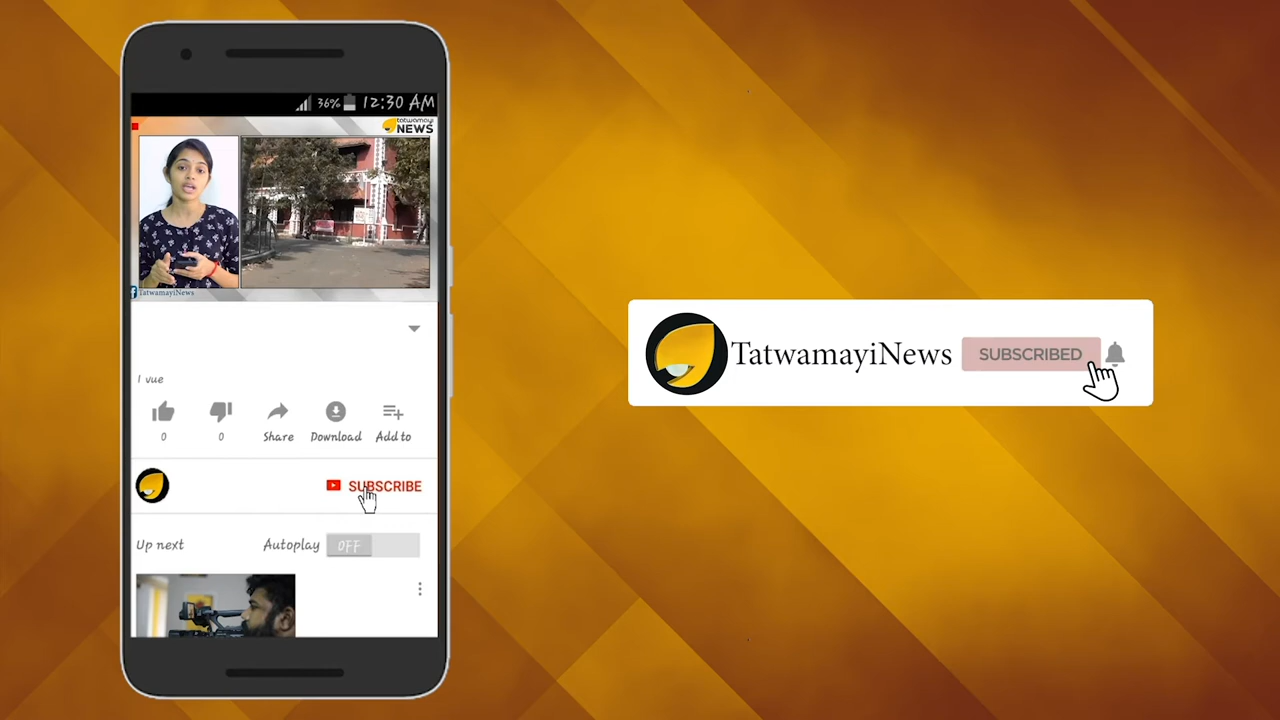 36% 12:30 AM
tatwamayi
NEWS
TatwamayiNews
1 vue
0 0 Share Download Add to
SUBSCRIBE
Up next Autoplay OFF
TatwamayiNews SUBSCRIBED